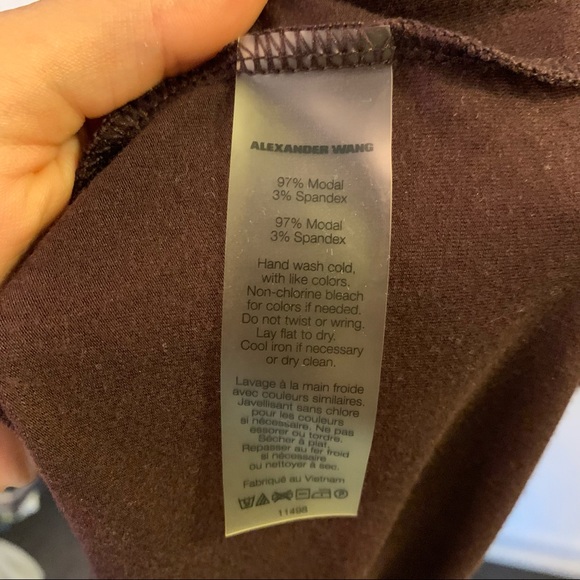 ALEXANDER WANG
97% Modal
3% Spandex
97% Modal
3% Spandex
Hand wash cold,
with like colors.
Non-chlorine bleach
for colors if needed.
Do not twist or wring.
Lay flat to dry.
Cool iron if necessary
or dry clean.
Lavage à la main froide
avec couleurs similaires.
Javellisant sans chlore
pour les couleurs
si nécessaire. Ne pas
essorer ou tordre.
Sécher à plat.
Repasser au fer froid
si nécessaire
ou nettoyer à sec.
Fabriqué au Vietnam
11498